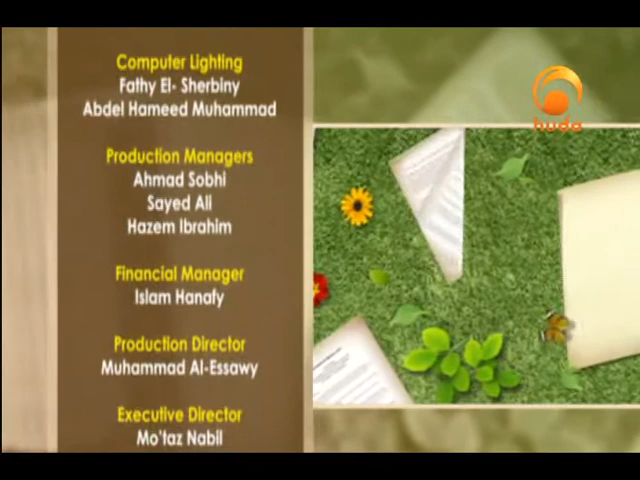 Computer Lighting
Fathy El- Sherbiny
Abdel Hameed Muhammad
Production Managers
Ahmad Sobhi
Sayed Ali
Hazem Ibrahim
Financial Manager
Islam Hanafy
Production Director
Muhammad Al-Essawy
Executive Director
Mo'taz Nabil
huda